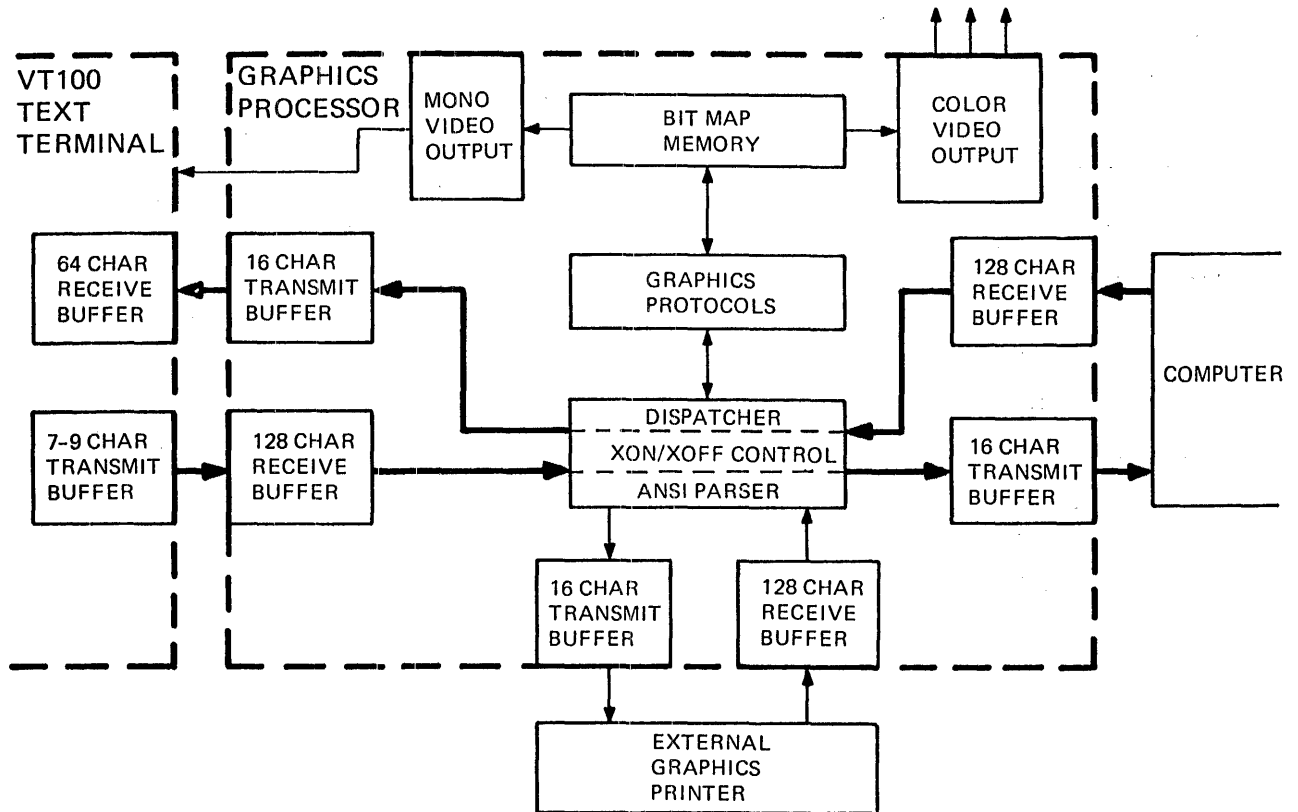 VT100
TEXT
TERMINAL
GRAPHICS
PROCESSOR
MONO
VIDEO
OUTPUT
BIT MAP
MEMORY
COLOR
VIDEO
OUTPUT
64 CHAR
RECEIVE
BUFFER
16 CHAR
TRANSMIT
BUFFER
GRAPHICS
PROTOCOLS
128 CHAR
RECEIVE
BUFFER
COMPUTER
7-9 CHAR
TRANSMIT
BUFFER
128 CHAR
RECEIVE
BUFFER
DISPATCHER
XON/XOFF CONTROL
ANSI PARSER
16 CHAR
TRANSMIT
BUFFER
16 CHAR
TRANSMIT
BUFFER
128 CHAR
RECEIVE
BUFFER
EXTERNAL
GRAPHICS
PRINTER